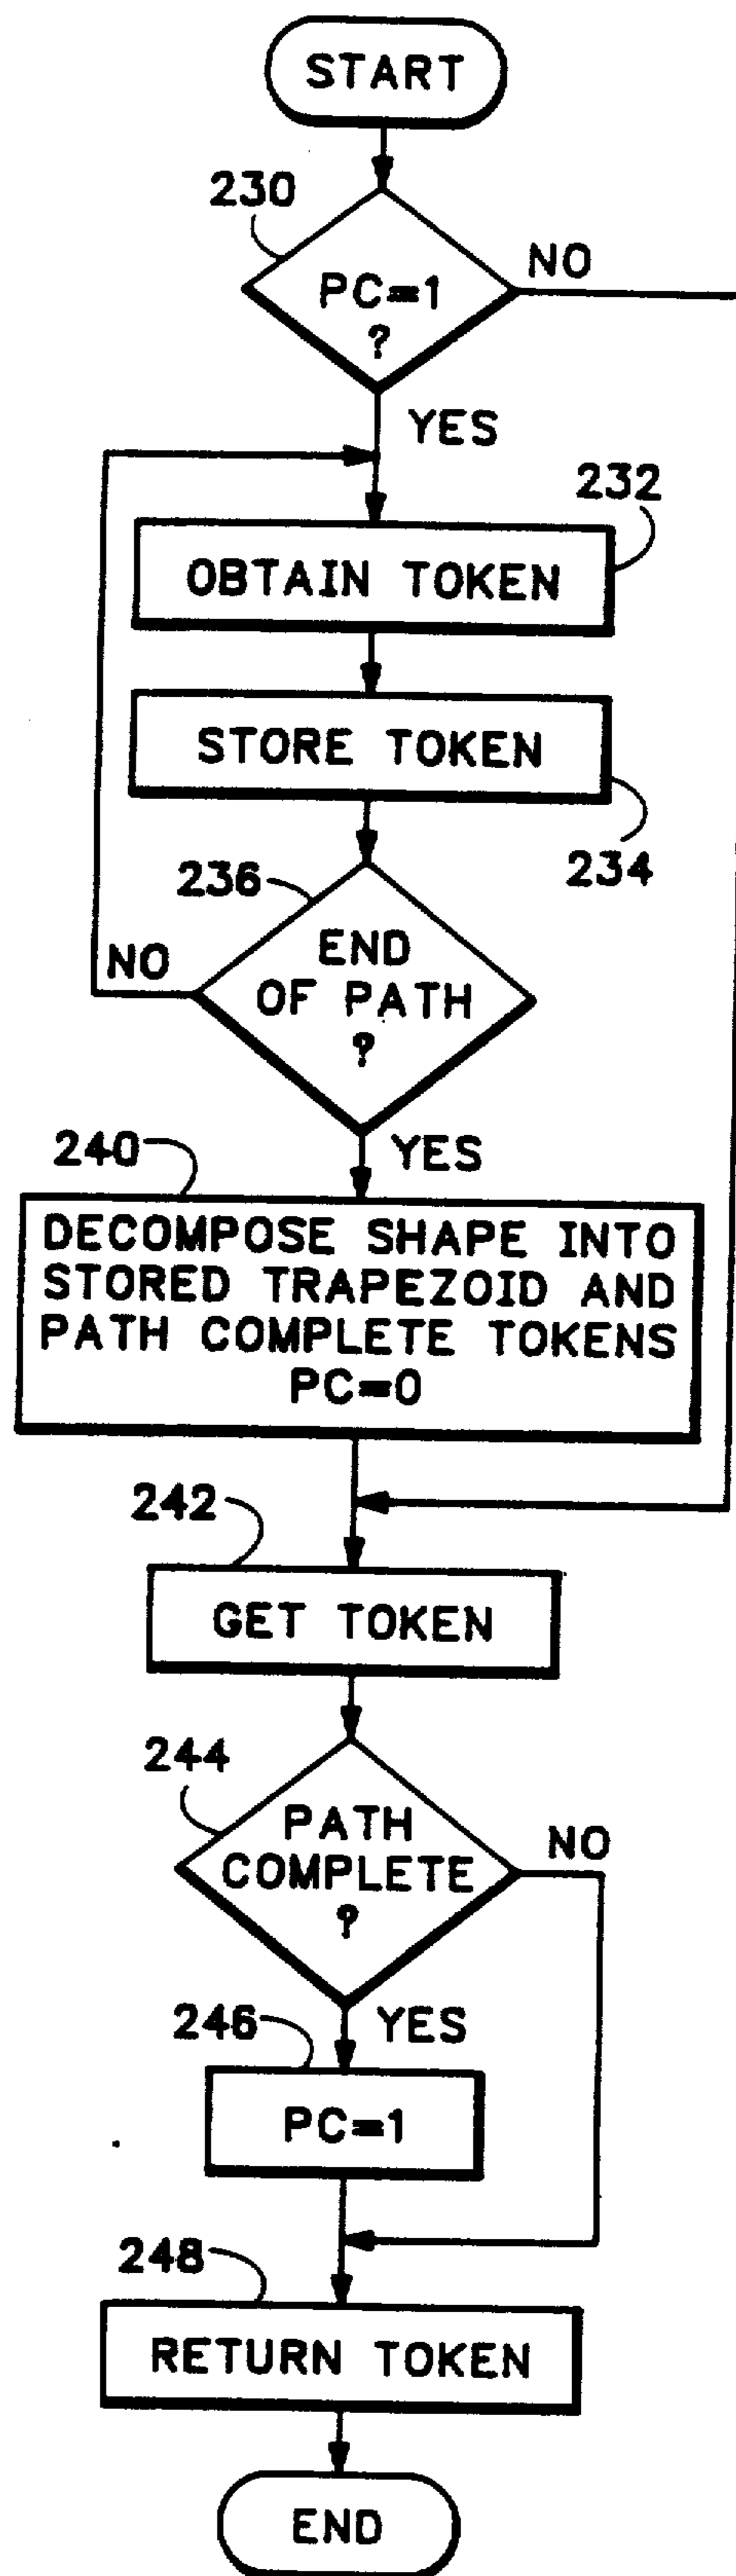 START
230
PC=1
?
NO
YES
232
OBTAIN TOKEN
STORE TOKEN
234
236
END
OF PATH
?
NO
YES
240
DECOMPOSE SHAPE INTO
STORED TRAPEZOID AND
PATH COMPLETE TOKENS
PC=0
242
GET TOKEN
244
PATH
COMPLETE
?
NO
YES
246
PC=1
248
RETURN TOKEN
END